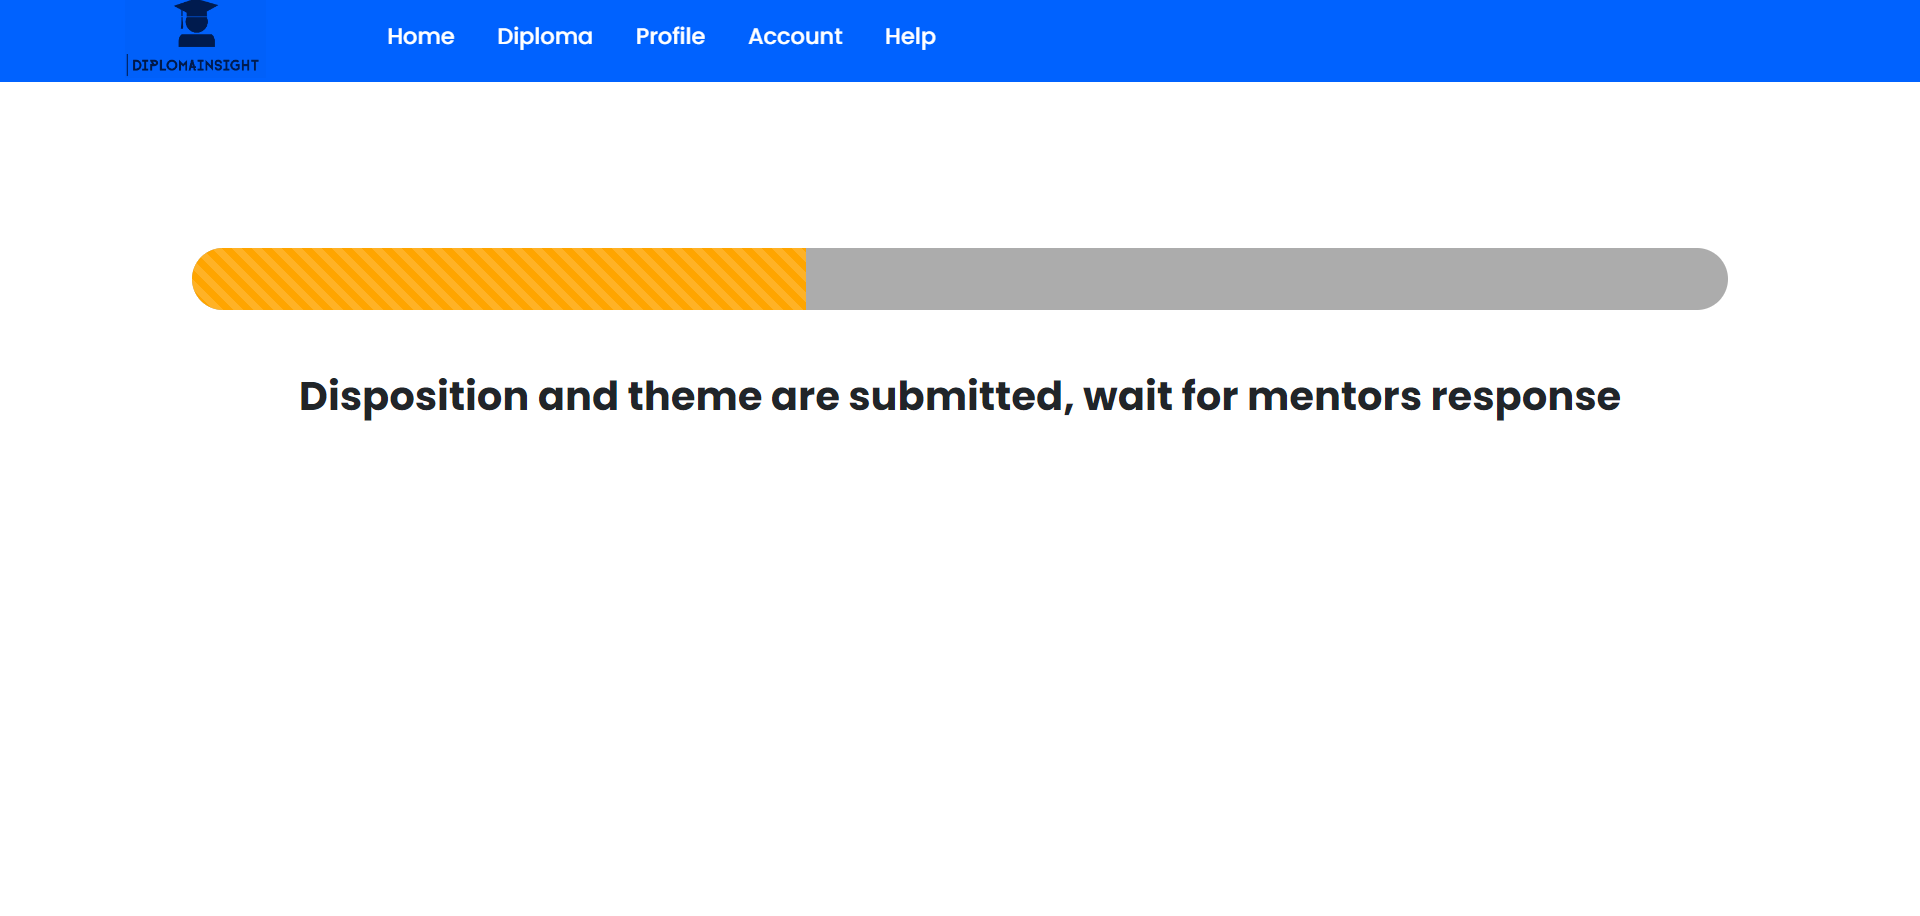 DIPLOMAINSIGHT
Home Diploma Profile Account Help
Disposition and theme are submitted, wait for mentors response